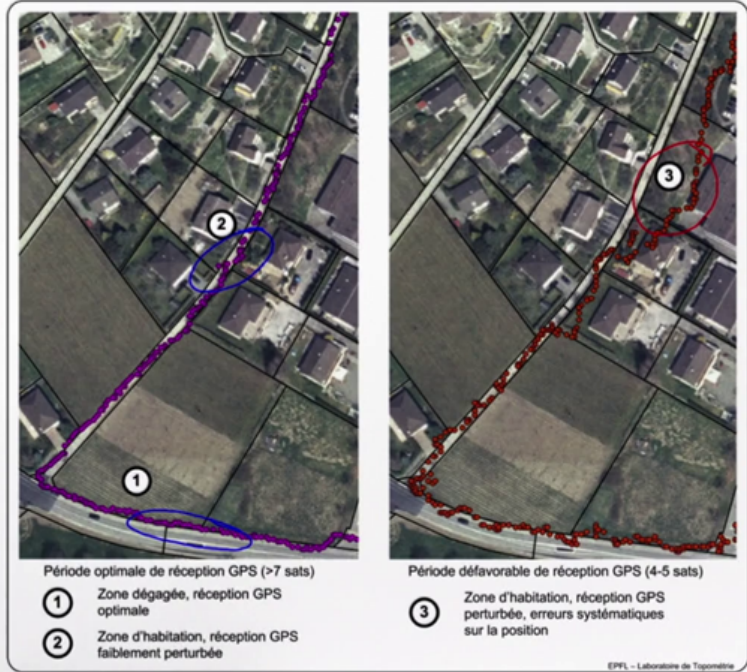 2
1
3
Période optimale de réception GPS (>7 sats)
1 Zone dégagée, réception GPS
optimale
2 Zone d'habitation, réception GPS
faiblement perturbée
Période défavorable de réception GPS (4-5 sats)
3 Zone d'habitation, réception GPS
perturbée, erreurs systématiques
sur la position
EPFL – Laboratoire de Topométrie